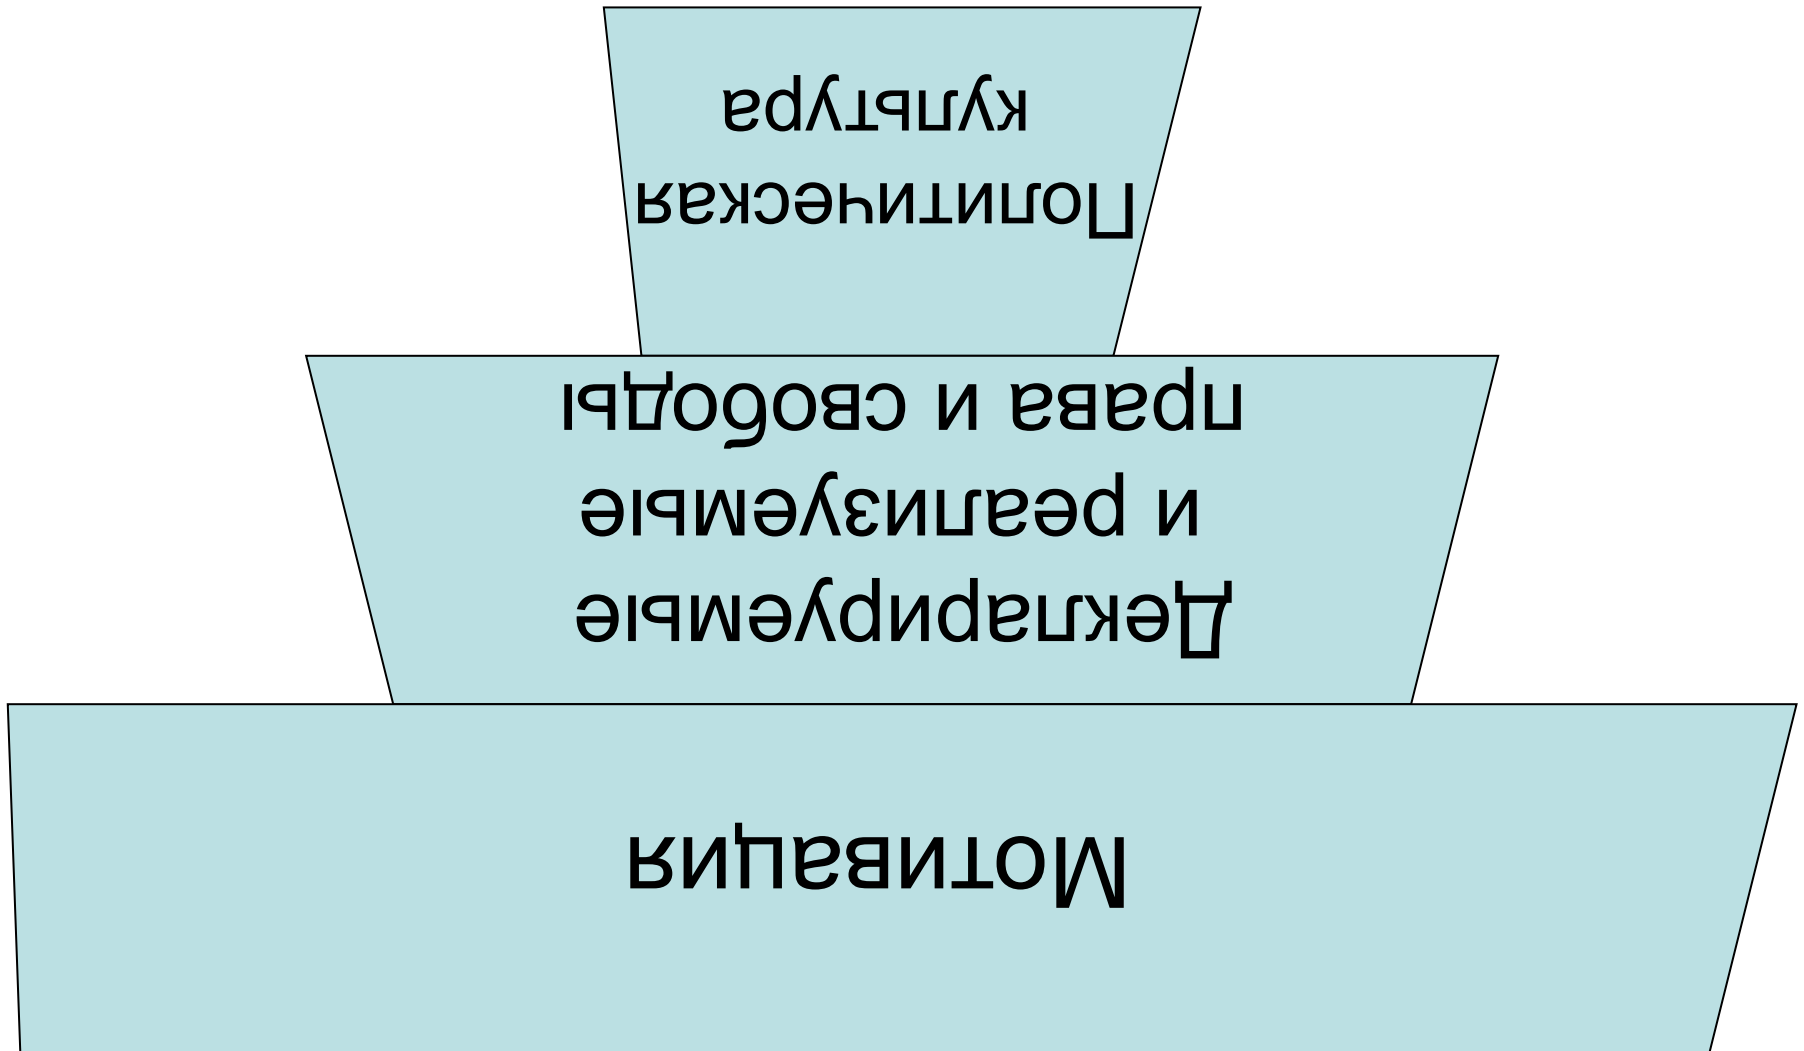 Мотивация
Декларируемые
и реализуемые
права и свободы
Политическая
культура